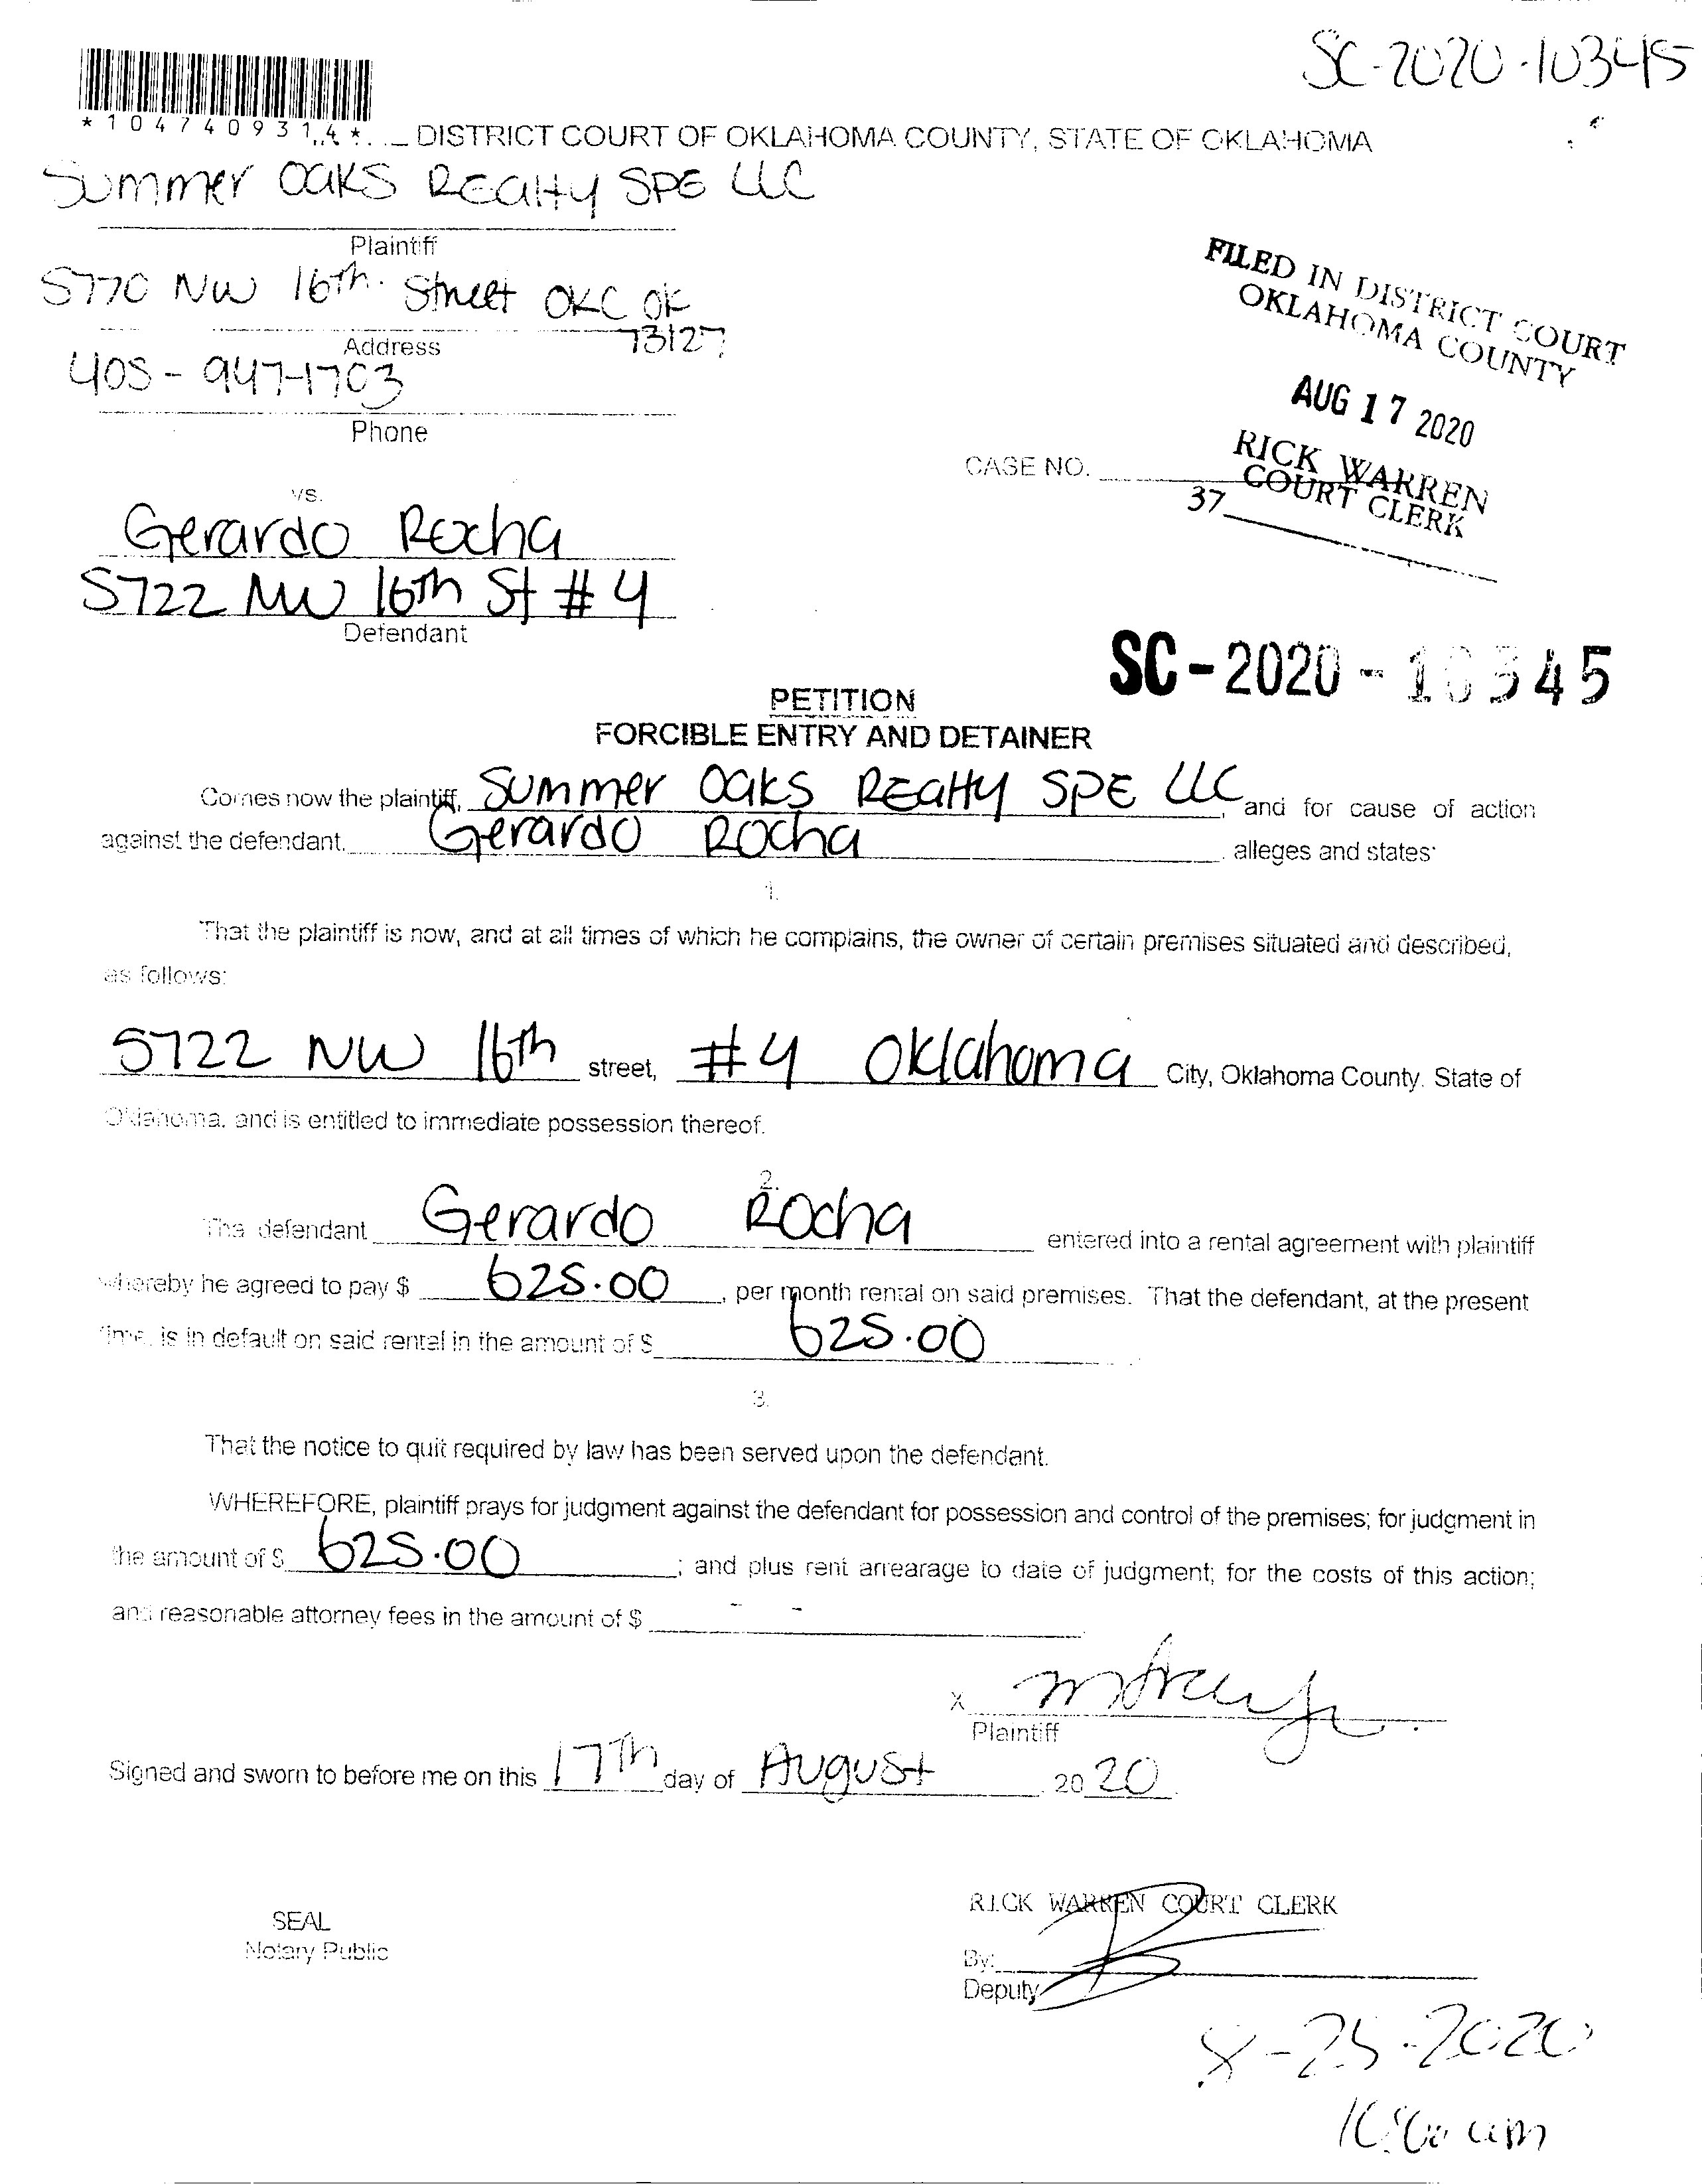 SC-2020-10345
*1047409314*
DISTRICT COURT OF OKLAHOMA COUNTY, STATE OF OKLAHOMA
Summer Oaks Realty SPE LLC
Plaintiff
5770 NW 16th Street OKC OK
73127
Address
405-947-1703
Phone
FILED IN DISTRICT COURT
OKLAHOMA COUNTY
AUG 17 2020
RICK WARREN
COURT CLERK
37
CASE NO.
vs.
Gerardo Rocha
5722 NW 16th St #4
Defendant
SC-2020-10345
PETITION
FORCIBLE ENTRY AND DETAINER
Comes now the plaintiff, Summer Oaks Realty SPE LLC, and for cause of action
against the defendant, Gerardo Rocha alleges and states:
1.
That the plaintiff is now, and at all times of which he complains, the owner of certain premises situated and described,
as follows:
5722 NW 16th street, #4 Oklahoma City, Oklahoma County, State of
Oklahoma, and is entitled to immediate possession thereof.
2.
The defendant Gerardo Rocha entered into a rental agreement with plaintiff
whereby he agreed to pay $ 625.00, per month rental on said premises. That the defendant, at the present
time, is in default on said rental in the amount of $ 625.00
3.
That the notice to quit required by law has been served upon the defendant.
WHEREFORE, plaintiff prays for judgment against the defendant for possession and control of the premises; for judgment in
the amount of $ 625.00; and plus rent arrearage to date of judgment; for the costs of this action;
and reasonable attorney fees in the amount of $ - -
X
Plaintiff
Signed and sworn to before me on this 17th day of August 2020
RICK WARREN COURT CLERK
SEAL
Notary Public
By:
Deputy
8-25-2020